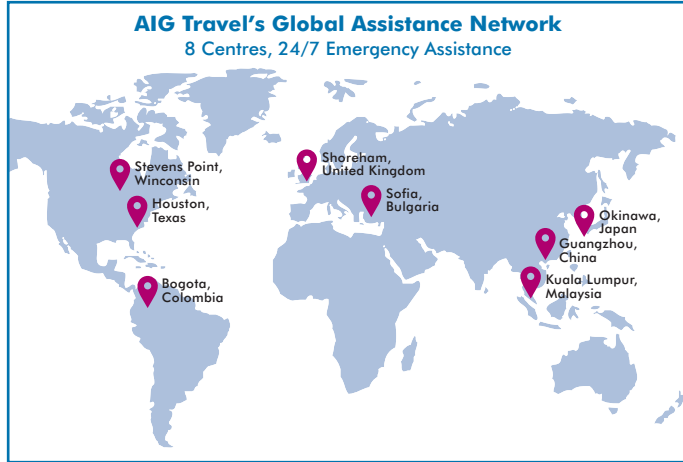 AIG Travel's Global Assistance Network
8 Centres, 24/7 Emergency Assistance
Stevens Point,
Winconsin
Houston,
Texas
Bogota,
Colombia
Shoreham,
United Kingdom
Sofia,
Bulgaria
Okinawa,
Japan
Guangzhou,
China
Kuala Lumpur,
Malaysia